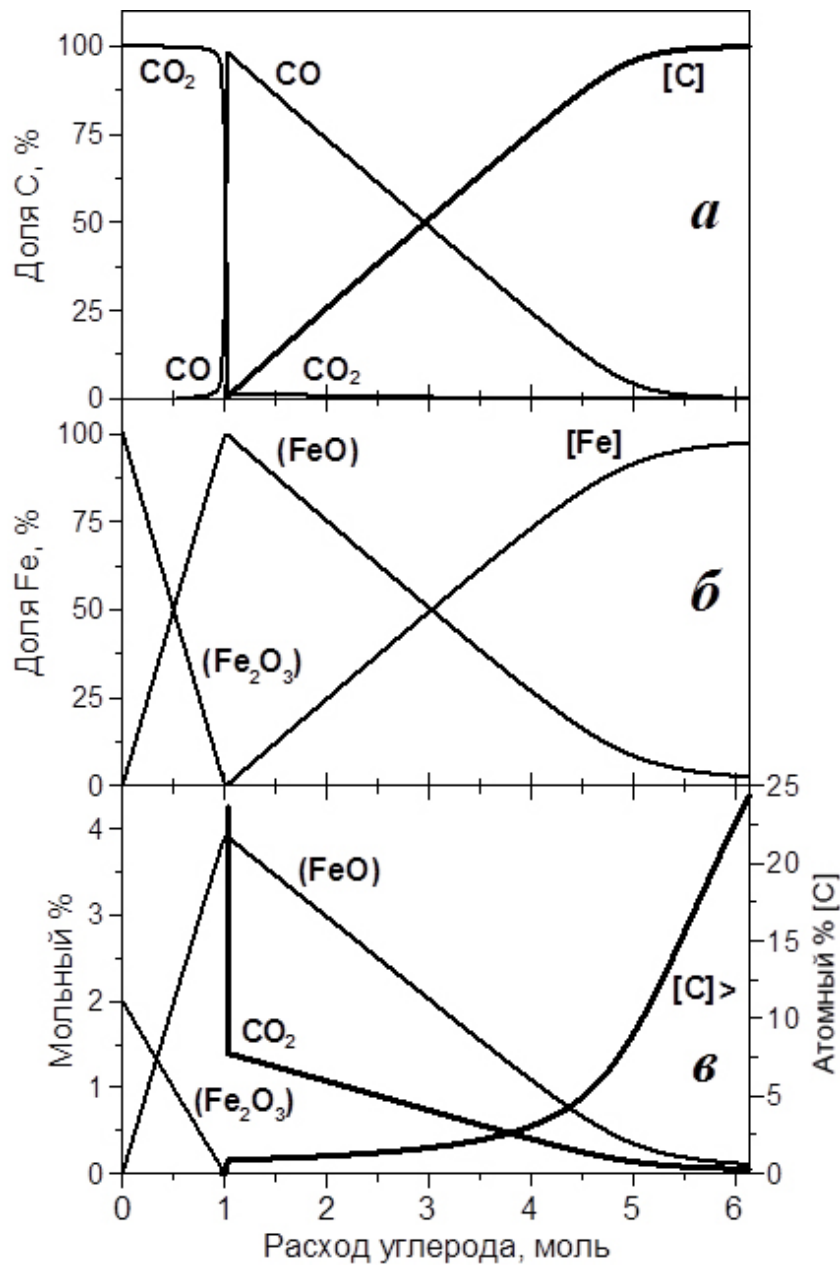 100
CO₂
CO
[C]
75
Доля C, %
50
а
25
CO
CO₂
0
100
(FeO)
[Fe]
75
Доля Fe, %
50
б
(Fe₂O₃)
25
0
25
4
(FeO)
20
3
15
Мольный %
Атомный % [C]
[C]>
2
10
CO₂
в
1
5
(Fe₂O₃)
0
0
0 1 2 3 4 5 6
Расход углерода, моль